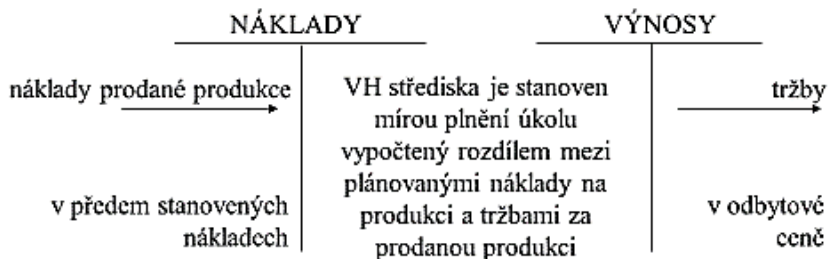 NÁKLADY
VÝNOSY
náklady prodané produkce
v předem stanovených
nákladech
VH střediska je stanoven
mírou plnění úkolu
vypočtený rozdílem mezi
plánovanými náklady na
produkci a tržbami za
prodanou produkci
tržby
v odbytové
ceně